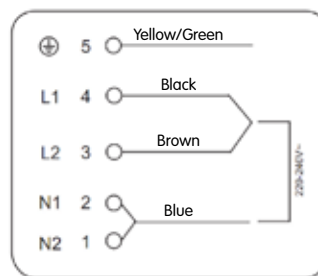 5 Yellow/Green
L1 4 Black
L2 3 Brown
N1 2 Blue
N2 1
220-240V~